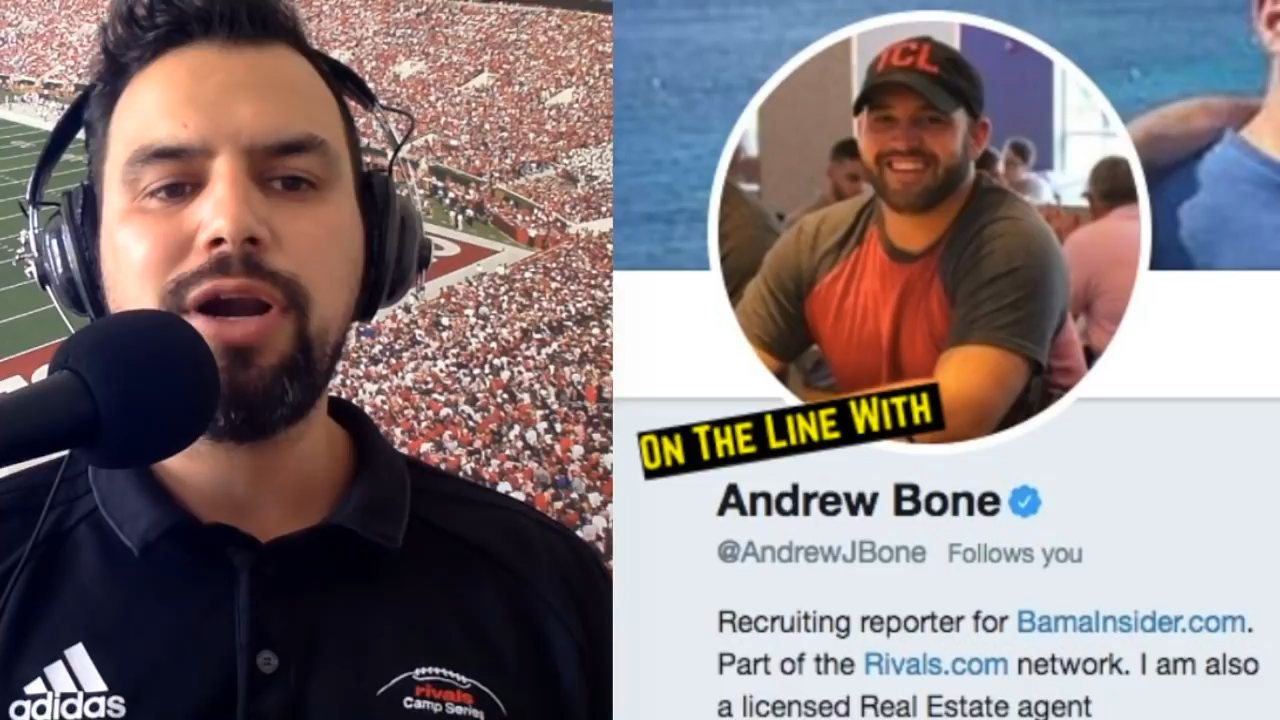 TCL
On The Line With
Andrew Bone
@AndrewJBone Follows you
Recruiting reporter for BamaInsider.com.
Part of the Rivals.com network. I am also
a licensed Real Estate agent
adidas
rivals
Camp Series